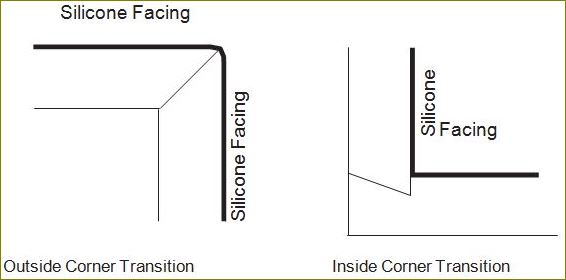 Silicone Facing
Silicone Facing
Silicone
Facing
Outside Corner Transition
Inside Corner Transition